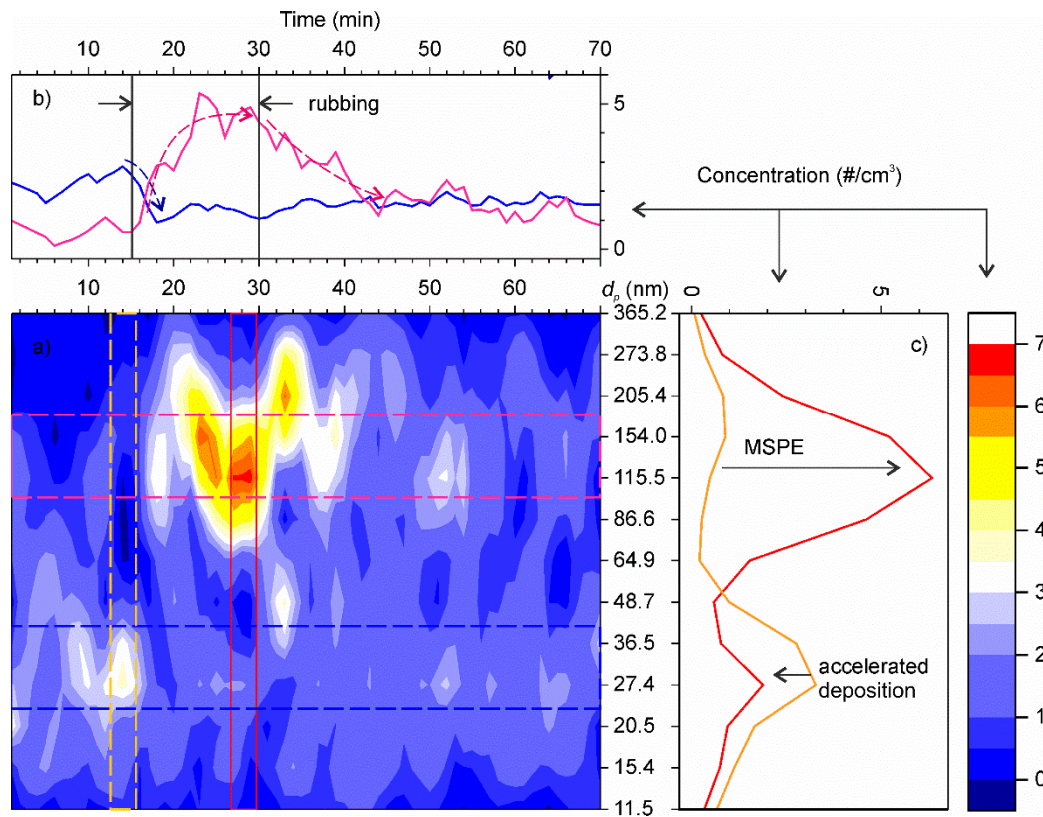 Time (min)
10 20 30 40 50 60 70
b)
rubbing
5
0
Concentration (#/cm³)
10 20 30 40 50 60
dp (nm)
0 5
a)
365.2
273.8
205.4
154.0
115.5
86.6
64.9
48.7
36.5
27.4
20.5
15.4
11.5
c)
MSPE
accelerated
deposition
7
6
5
4
3
2
1
0